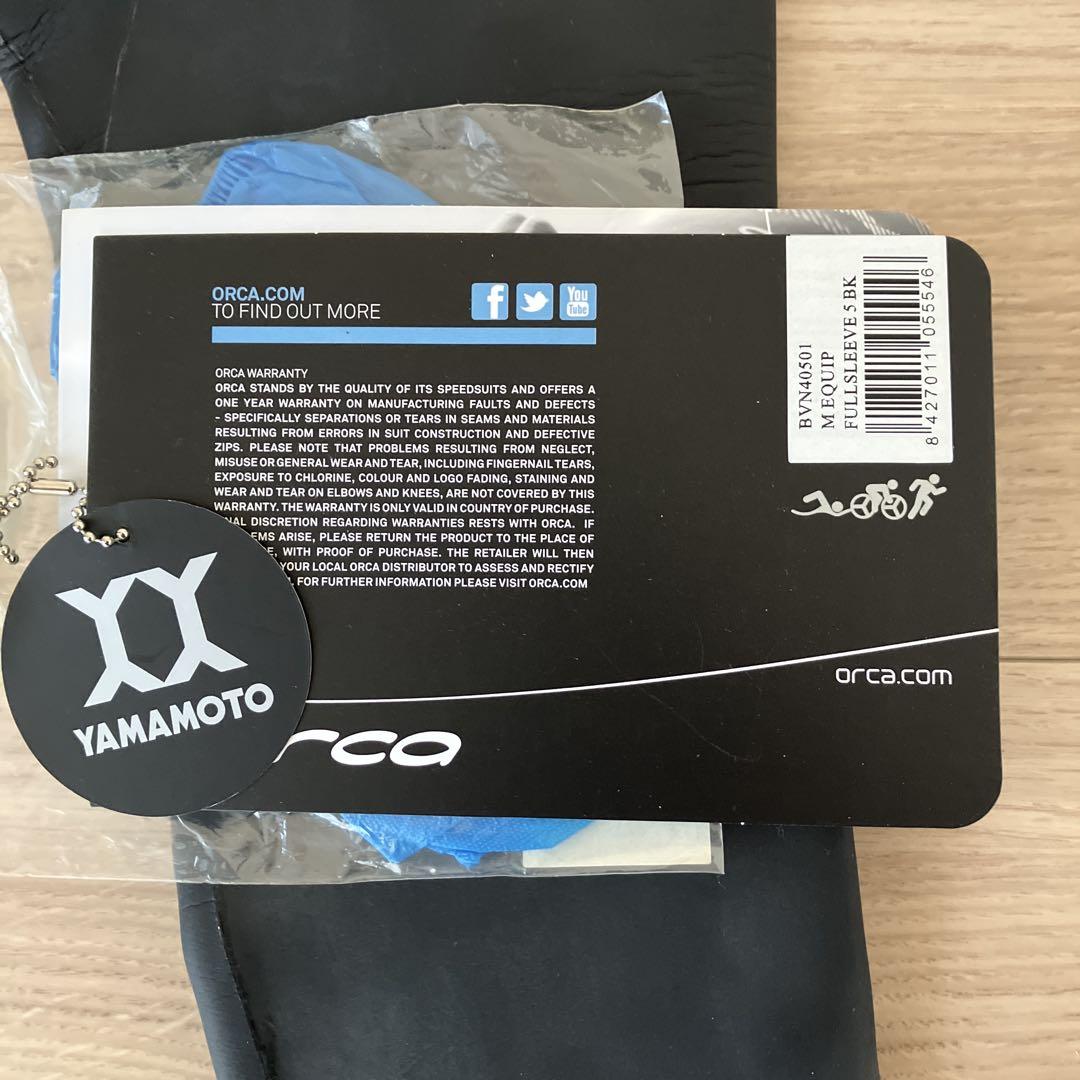 ORCA.COM
TO FIND OUT MORE
f
You
Tube
ORCA WARRANTY
ORCA STANDS BY THE QUALITY OF ITS SPEEDSUITS AND OFFERS A
ONE YEAR WARRANTY ON MANUFACTURING FAULTS AND DEFECTS
- SPECIFICALLY SEPARATIONS OR TEARS IN SEAMS AND MATERIALS
RESULTING FROM ERRORS IN SUIT CONSTRUCTION AND DEFECTIVE
ZIPS. PLEASE NOTE THAT PROBLEMS RESULTING FROM NEGLECT,
MISUSE OR GENERAL WEAR AND TEAR, INCLUDING FINGERNAIL TEARS,
EXPOSURE TO CHLORINE, COLOUR AND LOGO FADING, STAINING AND
WEAR AND TEAR ON ELBOWS AND KNEES, ARE NOT COVERED BY THIS
WARRANTY. THE WARRANTY IS ONLY VALID IN COUNTRY OF PURCHASE.
DISCRETION REGARDING WARRANTIES RESTS WITH ORCA. IF
ARISE, PLEASE RETURN THE PRODUCT TO THE PLACE OF
WITH PROOF OF PURCHASE. THE RETAILER WILL THEN
YOUR LOCAL ORCA DISTRIBUTOR TO ASSESS AND RECTIFY
FOR FURTHER INFORMATION PLEASE VISIT ORCA.COM
BVN40501
M EQUIP
FULLSLEEVE 5 BK
8 427011 055546
orca.com
rca
YAMAMOTO